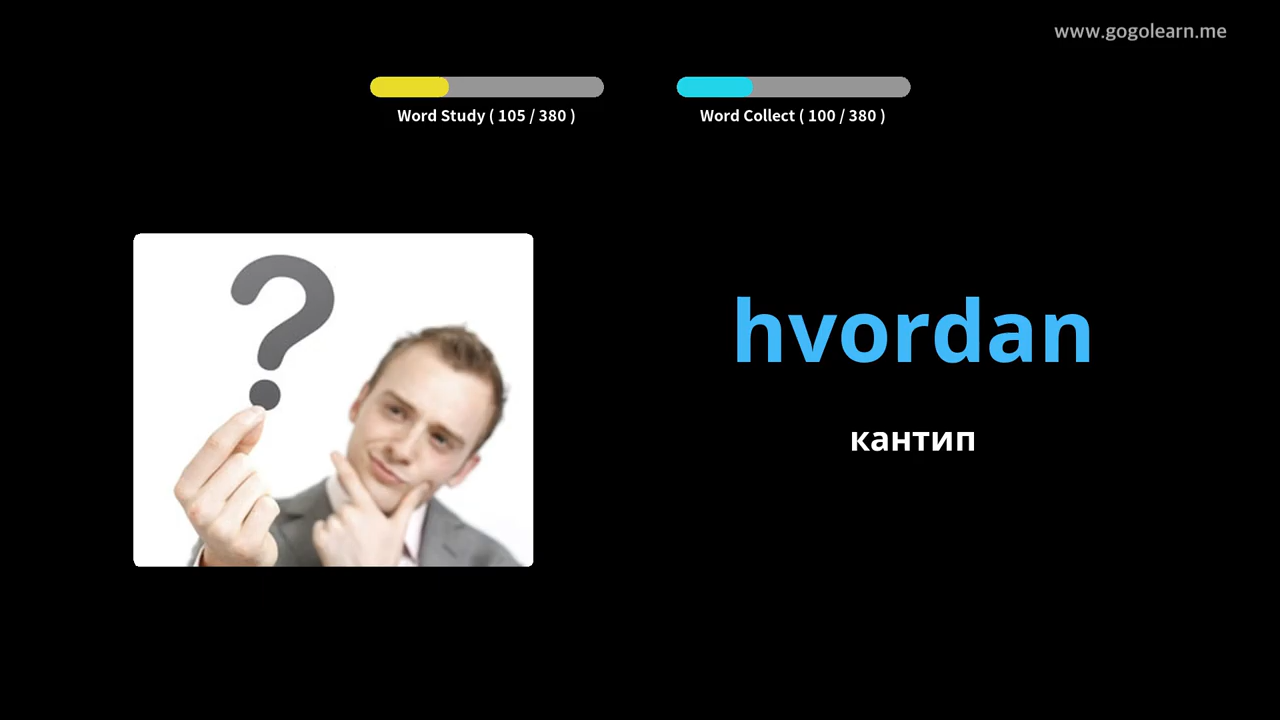 www.gogolearn.me
Word Study ( 105 / 380 )
Word Collect ( 100 / 380 )
?
hvordan
кантип